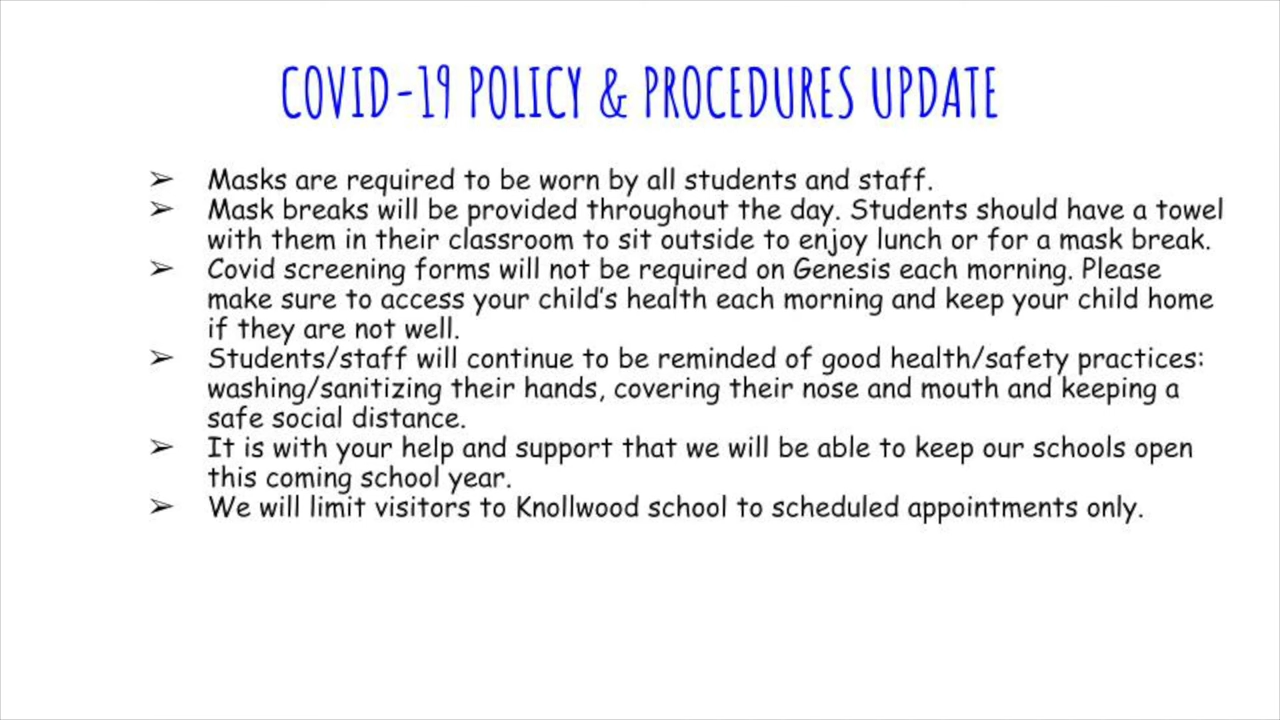 COVID-19 POLICY & PROCEDURES UPDATE
➢ Masks are required to be worn by all students and staff.
➢ Mask breaks will be provided throughout the day. Students should have a towel
with them in their classroom to sit outside to enjoy lunch or for a mask break.
➢ Covid screening forms will not be required on Genesis each morning. Please
make sure to access your child's health each morning and keep your child home
if they are not well.
➢ Students/staff will continue to be reminded of good health/safety practices:
washing/sanitizing their hands, covering their nose and mouth and keeping a
safe social distance.
➢ It is with your help and support that we will be able to keep our schools open
this coming school year.
➢ We will limit visitors to Knollwood school to scheduled appointments only.